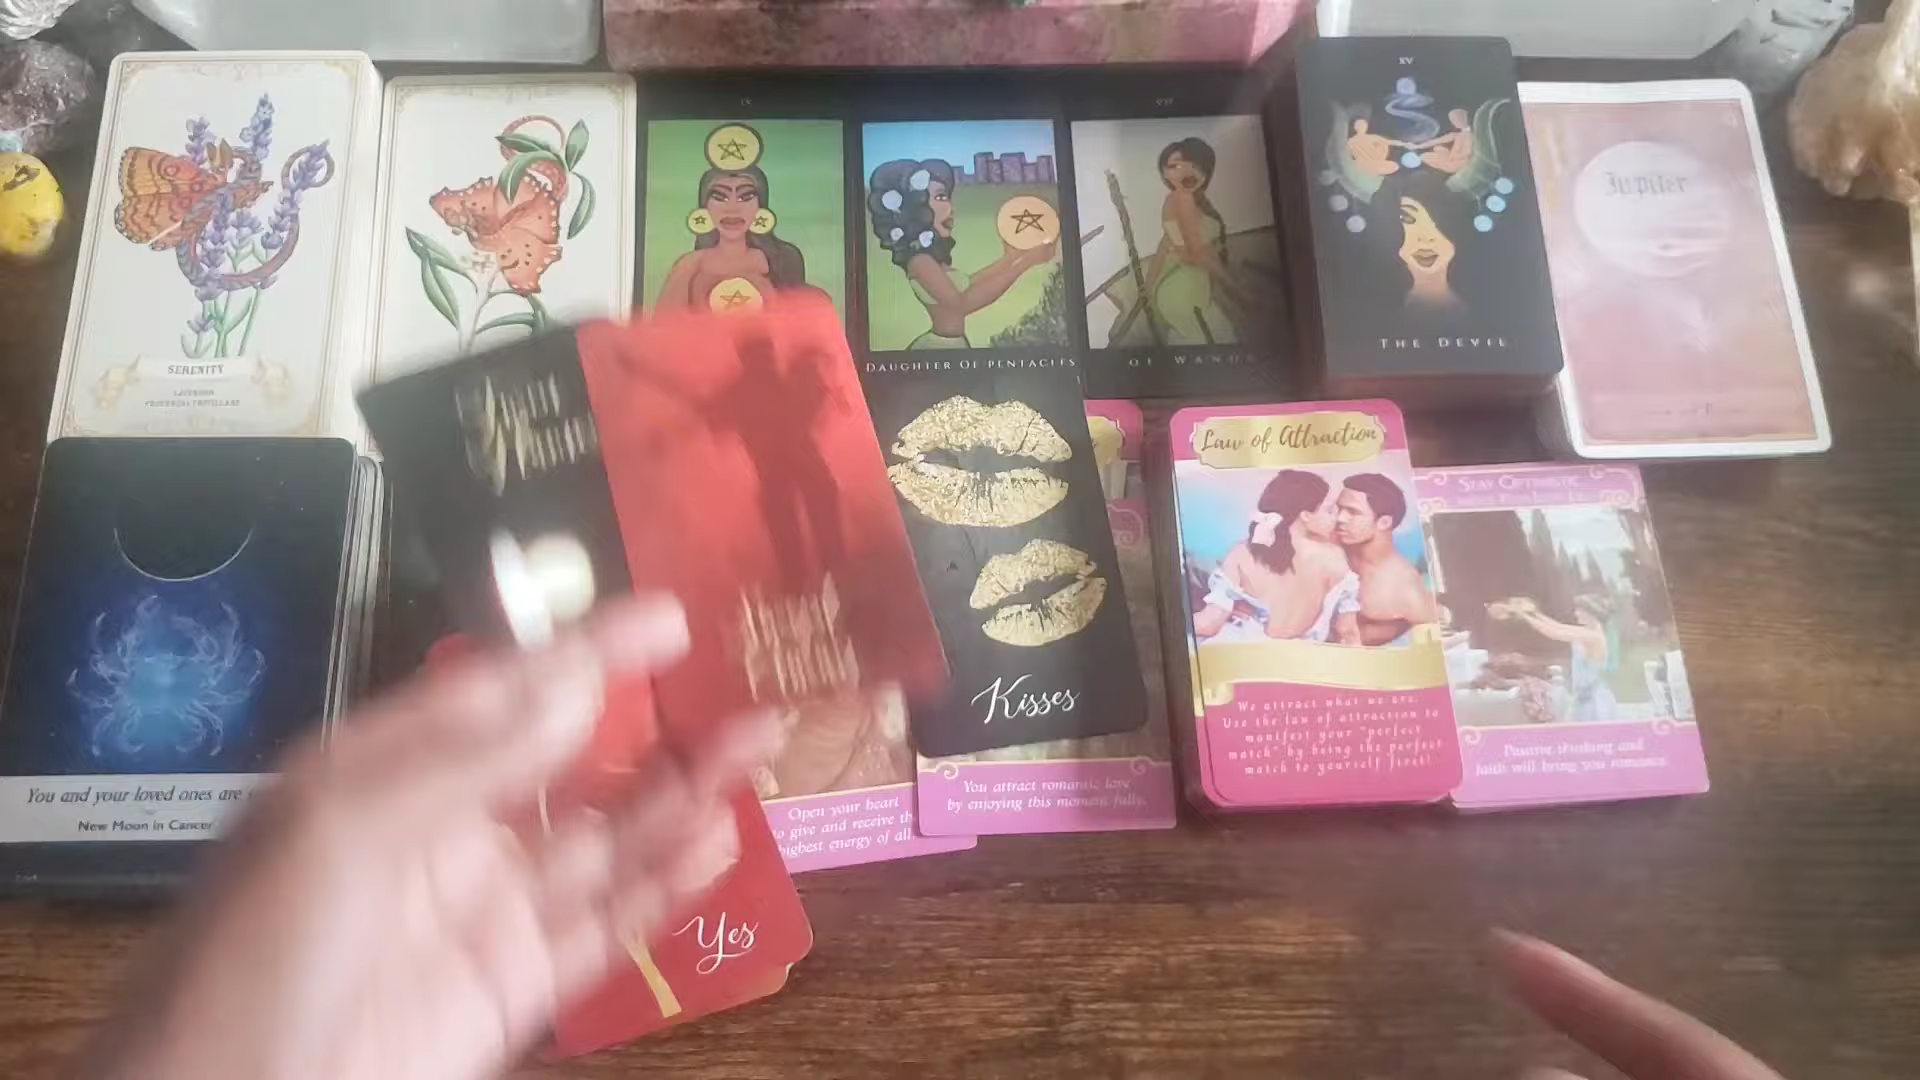 SERENITY
LAVENDER
IX
DAUGHTER OF PENTACLES
VII
OF WANDS
XV
THE DEVIL
Jupiter
You and your loved ones are
New Moon in Cancer
Yes
Open your heart
to give and receive th
highest energy of all.
Kisses
You attract romantic love
by enjoying this moment fully.
Law of Attraction
We attract what we are.
Use the law of attraction to
manifest your "perfect
match" by being the perfect
match to yourself first!
STAY OPTIMISTIC
Positive thinking and
faith will bring you romance.